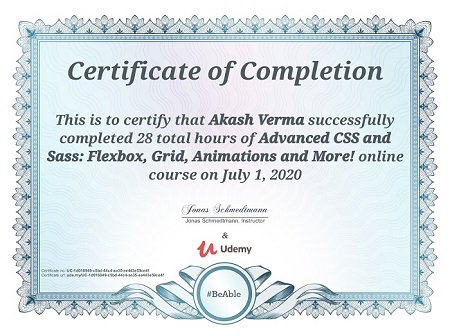 Certificate of Completion
This is to certify that Akash Verma successfully
completed 28 total hours of Advanced CSS and
Sass: Flexbox, Grid, Animations and More! online
course on July 1, 2020
Jonas Schmedtmann
Jonas Schmedtmann, Instructor
&
Udemy
Certificate no:
Certificate url:
#BeAble